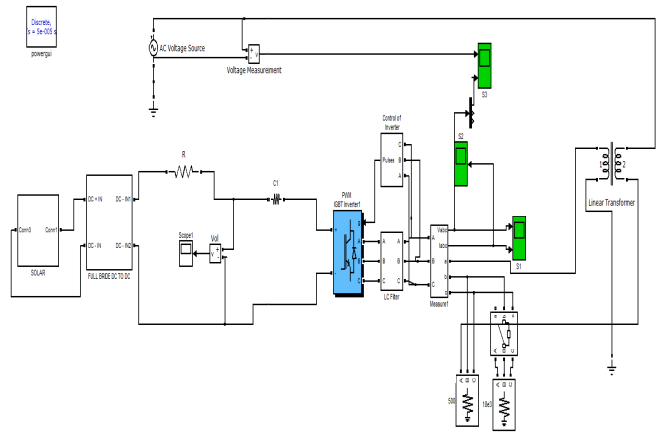 Discrete,
s = 5e-005 s
powergui
AC Voltage Source
+
-
v
Voltage Measurement
S3
Control of
Inverter
Pulses
C
B
A
S2
1
2
Linear Transformer
R
C1
PWM
IGBT Inverter1
DC + IN
DC - IN1
DC - IN
DC - IN2
FULL BRIDE DC TO DC
Conn3
Conn1
SOLAR
Scope1
Vol
+
-
v
+
g
A
B
C
A
A
B
B
C
C
LC Filter
A
B
C
Vabc
Iabc
a
b
c
Measure1
S1
A
B
C
500
A
B
C
10e3